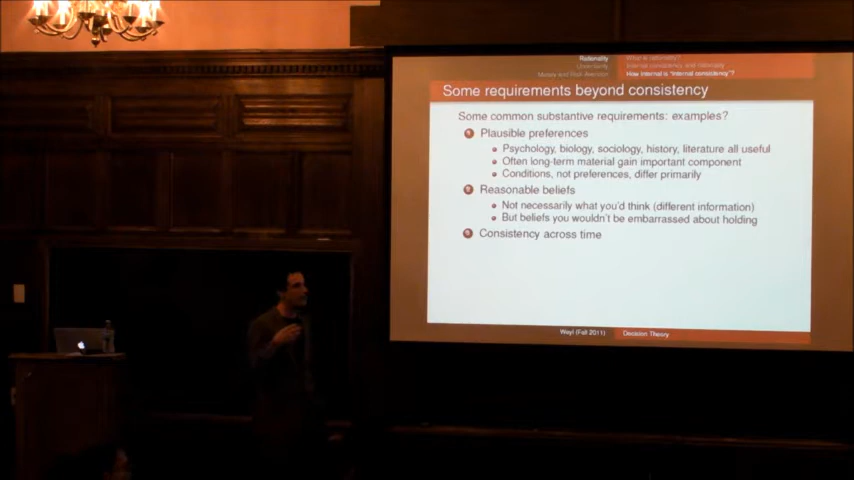 Rationality
Uncertainty
Money and Risk Aversion
What is rationality?
Internal consistency and rationality
How internal is "internal consistency"?
Some requirements beyond consistency
Some common substantive requirements: examples?
1 Plausible preferences
Psychology, biology, sociology, history, literature all useful
Often long-term material gain important component
Conditions, not preferences, differ primarily
2 Reasonable beliefs
Not necessarily what you'd think (different information)
But beliefs you wouldn't be embarrassed about holding
3 Consistency across time
Weyl (Fall 2011)
Decision Theory